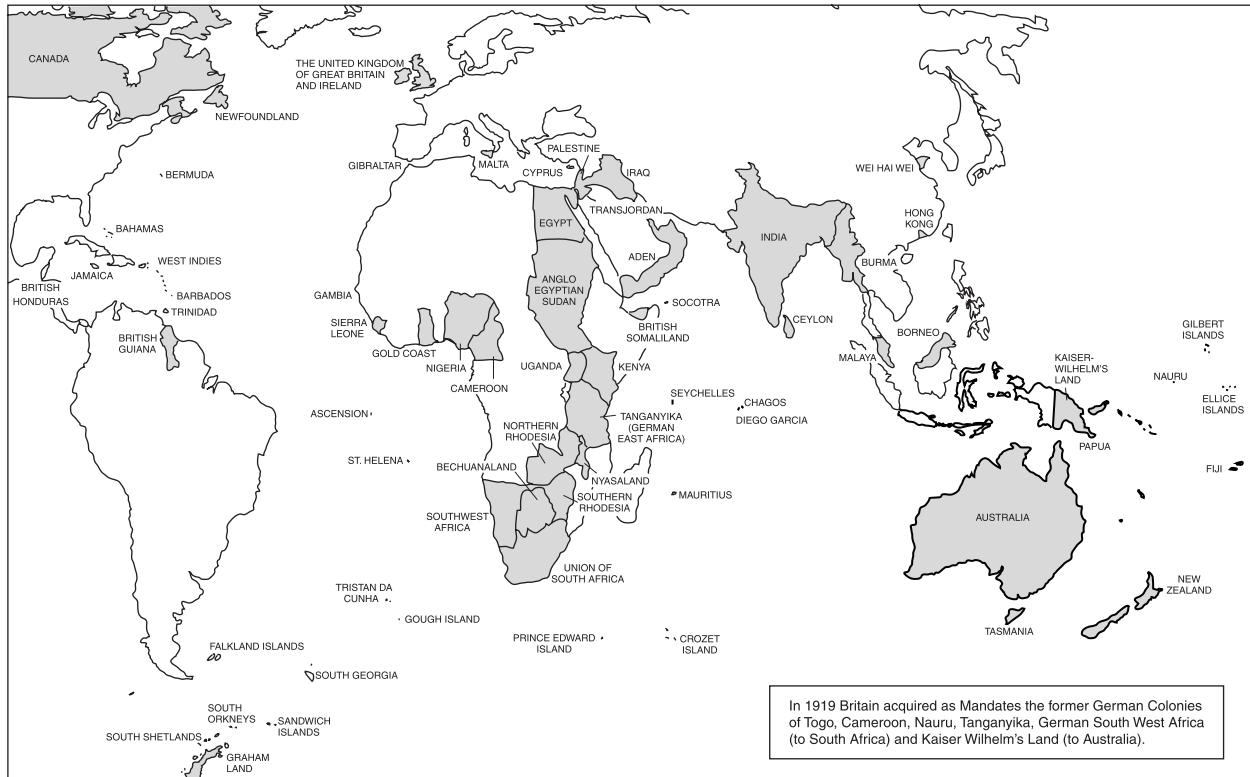 CANADA
THE UNITED KINGDOM
OF GREAT BRITAIN
AND IRELAND
NEWFOUNDLAND
BERMUDA
BAHAMAS
WEST INDIES
JAMAICA
BRITISH
HONDURAS
BARBADOS
TRINIDAD
BRITISH
GUIANA
GIBRALTAR
MALTA
CYPRUS
PALESTINE
IRAQ
TRANSJORDAN
EGYPT
ADEN
ANGLO
EGYPTIAN
SUDAN
SOCOTRA
BRITISH
SOMALILAND
GAMBIA
SIERRA
LEONE
GOLD COAST
NIGERIA
CAMEROON
UGANDA
KENYA
WEI HAI WEI
HONG
KONG
INDIA
BURMA
CEYLON
BORNEO
MALAYA
KAISER-
WILHELM'S
LAND
PAPUA
GILBERT
ISLANDS
NAURU
ELLICE
ISLANDS
FIJI
SEYCHELLES
CHAGOS
DIEGO GARCIA
ASCENSION
TANGANYIKA
(GERMAN
EAST AFRICA)
NORTHERN
RHODESIA
ST. HELENA
BECHUANALAND
NYASALAND
SOUTHERN
RHODESIA
MAURITIUS
SOUTHWEST
AFRICA
UNION OF
SOUTH AFRICA
AUSTRALIA
NEW
ZEALAND
TASMANIA
TRISTAN DA
CUNHA
GOUGH ISLAND
PRINCE EDWARD
ISLAND
CROZET
ISLAND
FALKLAND ISLANDS
SOUTH GEORGIA
SOUTH
ORKNEYS
SANDWICH
ISLANDS
SOUTH SHETLANDS
GRAHAM
LAND
In 1919 Britain acquired as Mandates the former German Colonies
of Togo, Cameroon, Nauru, Tanganyika, German South West Africa
(to South Africa) and Kaiser Wilhelm's Land (to Australia).